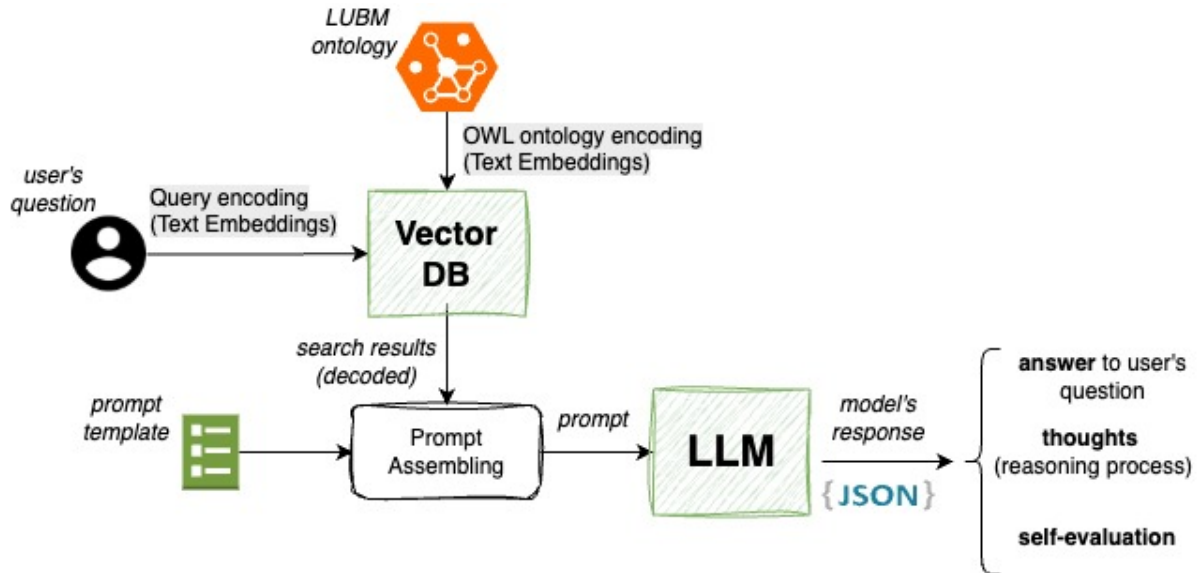 LUBM
ontology
OWL ontology encoding
(Text Embeddings)
user's
question
Query encoding
(Text Embeddings)
Vector
DB
search results
(decoded)
prompt
template
Prompt
Assembling
prompt
LLM
model's
response
{JSON}
answer to user's
question
thoughts
(reasoning process)
self-evaluation